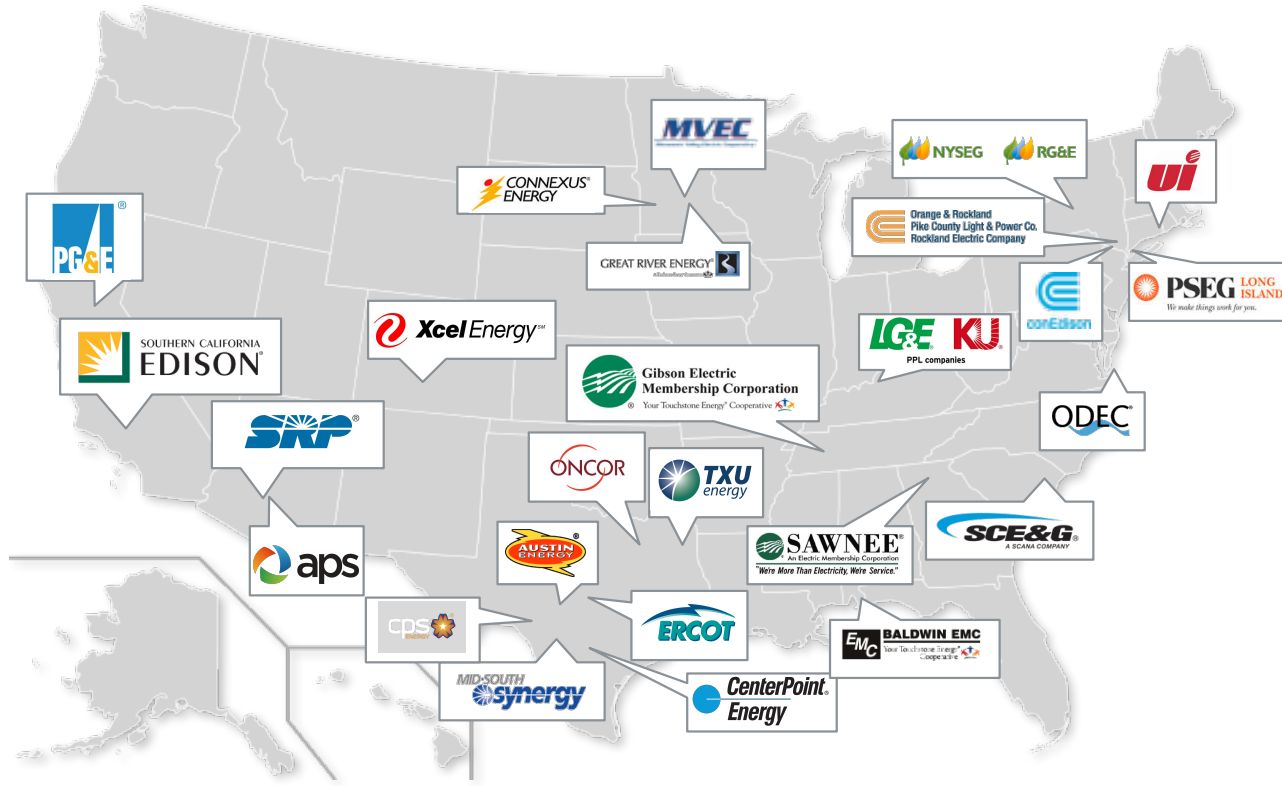 MVEC
NYSEG
RG&E
ui
CONNEXUS®
ENERGY
Orange & Rockland
Pike County Light & Power Co.
Rockland Electric Company
®
PG&E
GREAT RIVER ENERGY®
conEdison
PSEG LONG
ISLAND
We make things work for you.
Xcel Energy SM
SOUTHERN CALIFORNIA
EDISON®
LG&E® KU®
PPL companies
Gibson Electric
Membership Corporation
® Your Touchstone Energy® Cooperative
SRP®
ODEC®
ONCOR
TXU
energy
SCE&G®
A SCANA COMPANY
AUSTIN®
ENERGY
SAWNEE®
An Electric Membership Corporation
"We're More Than Electricity, We're Service."
aps
cps
ENERGY
ERCOT
EMC BALDWIN EMC
Your Touchstone Energy®
Cooperative
MID-SOUTH
synergy
CenterPoint®
Energy